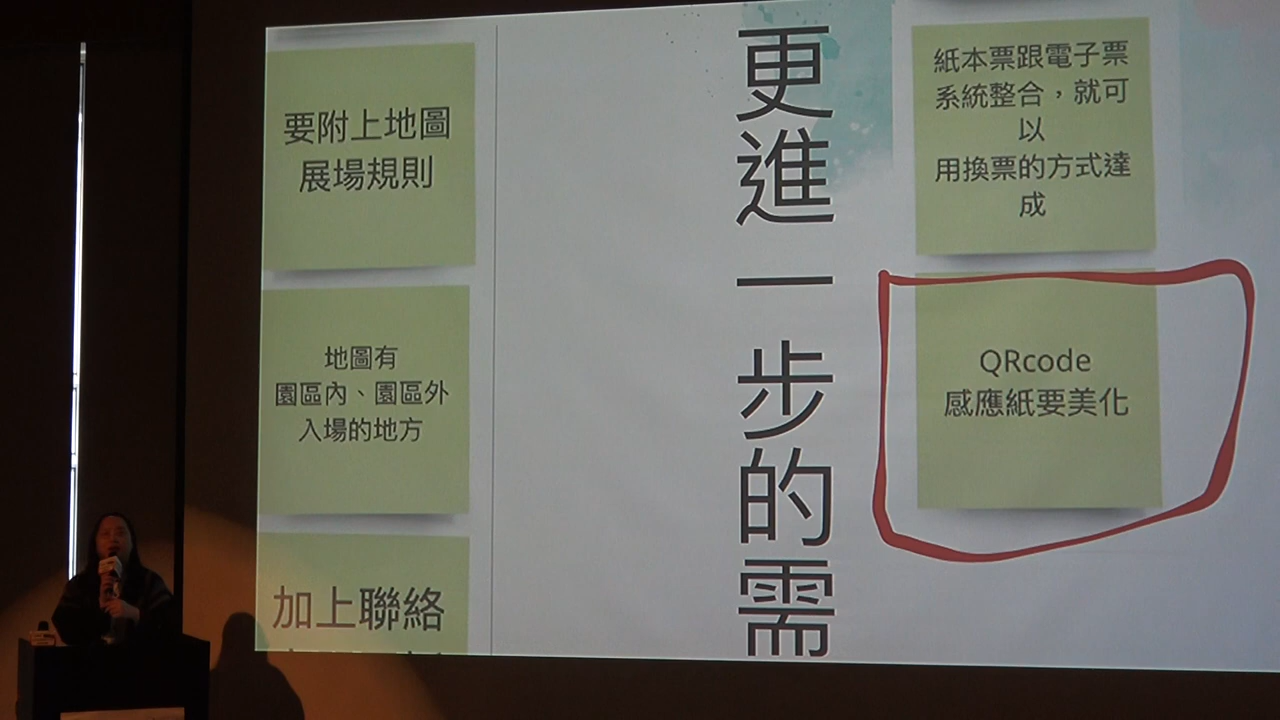 要附上地圖
展場規則
地圖有
園區內、園區外
入場的地方
加上聯絡
更進一步的需
紙本票跟電子票
系統整合，就可
以
用換票的方式達
成
QRcode
感應紙要美化